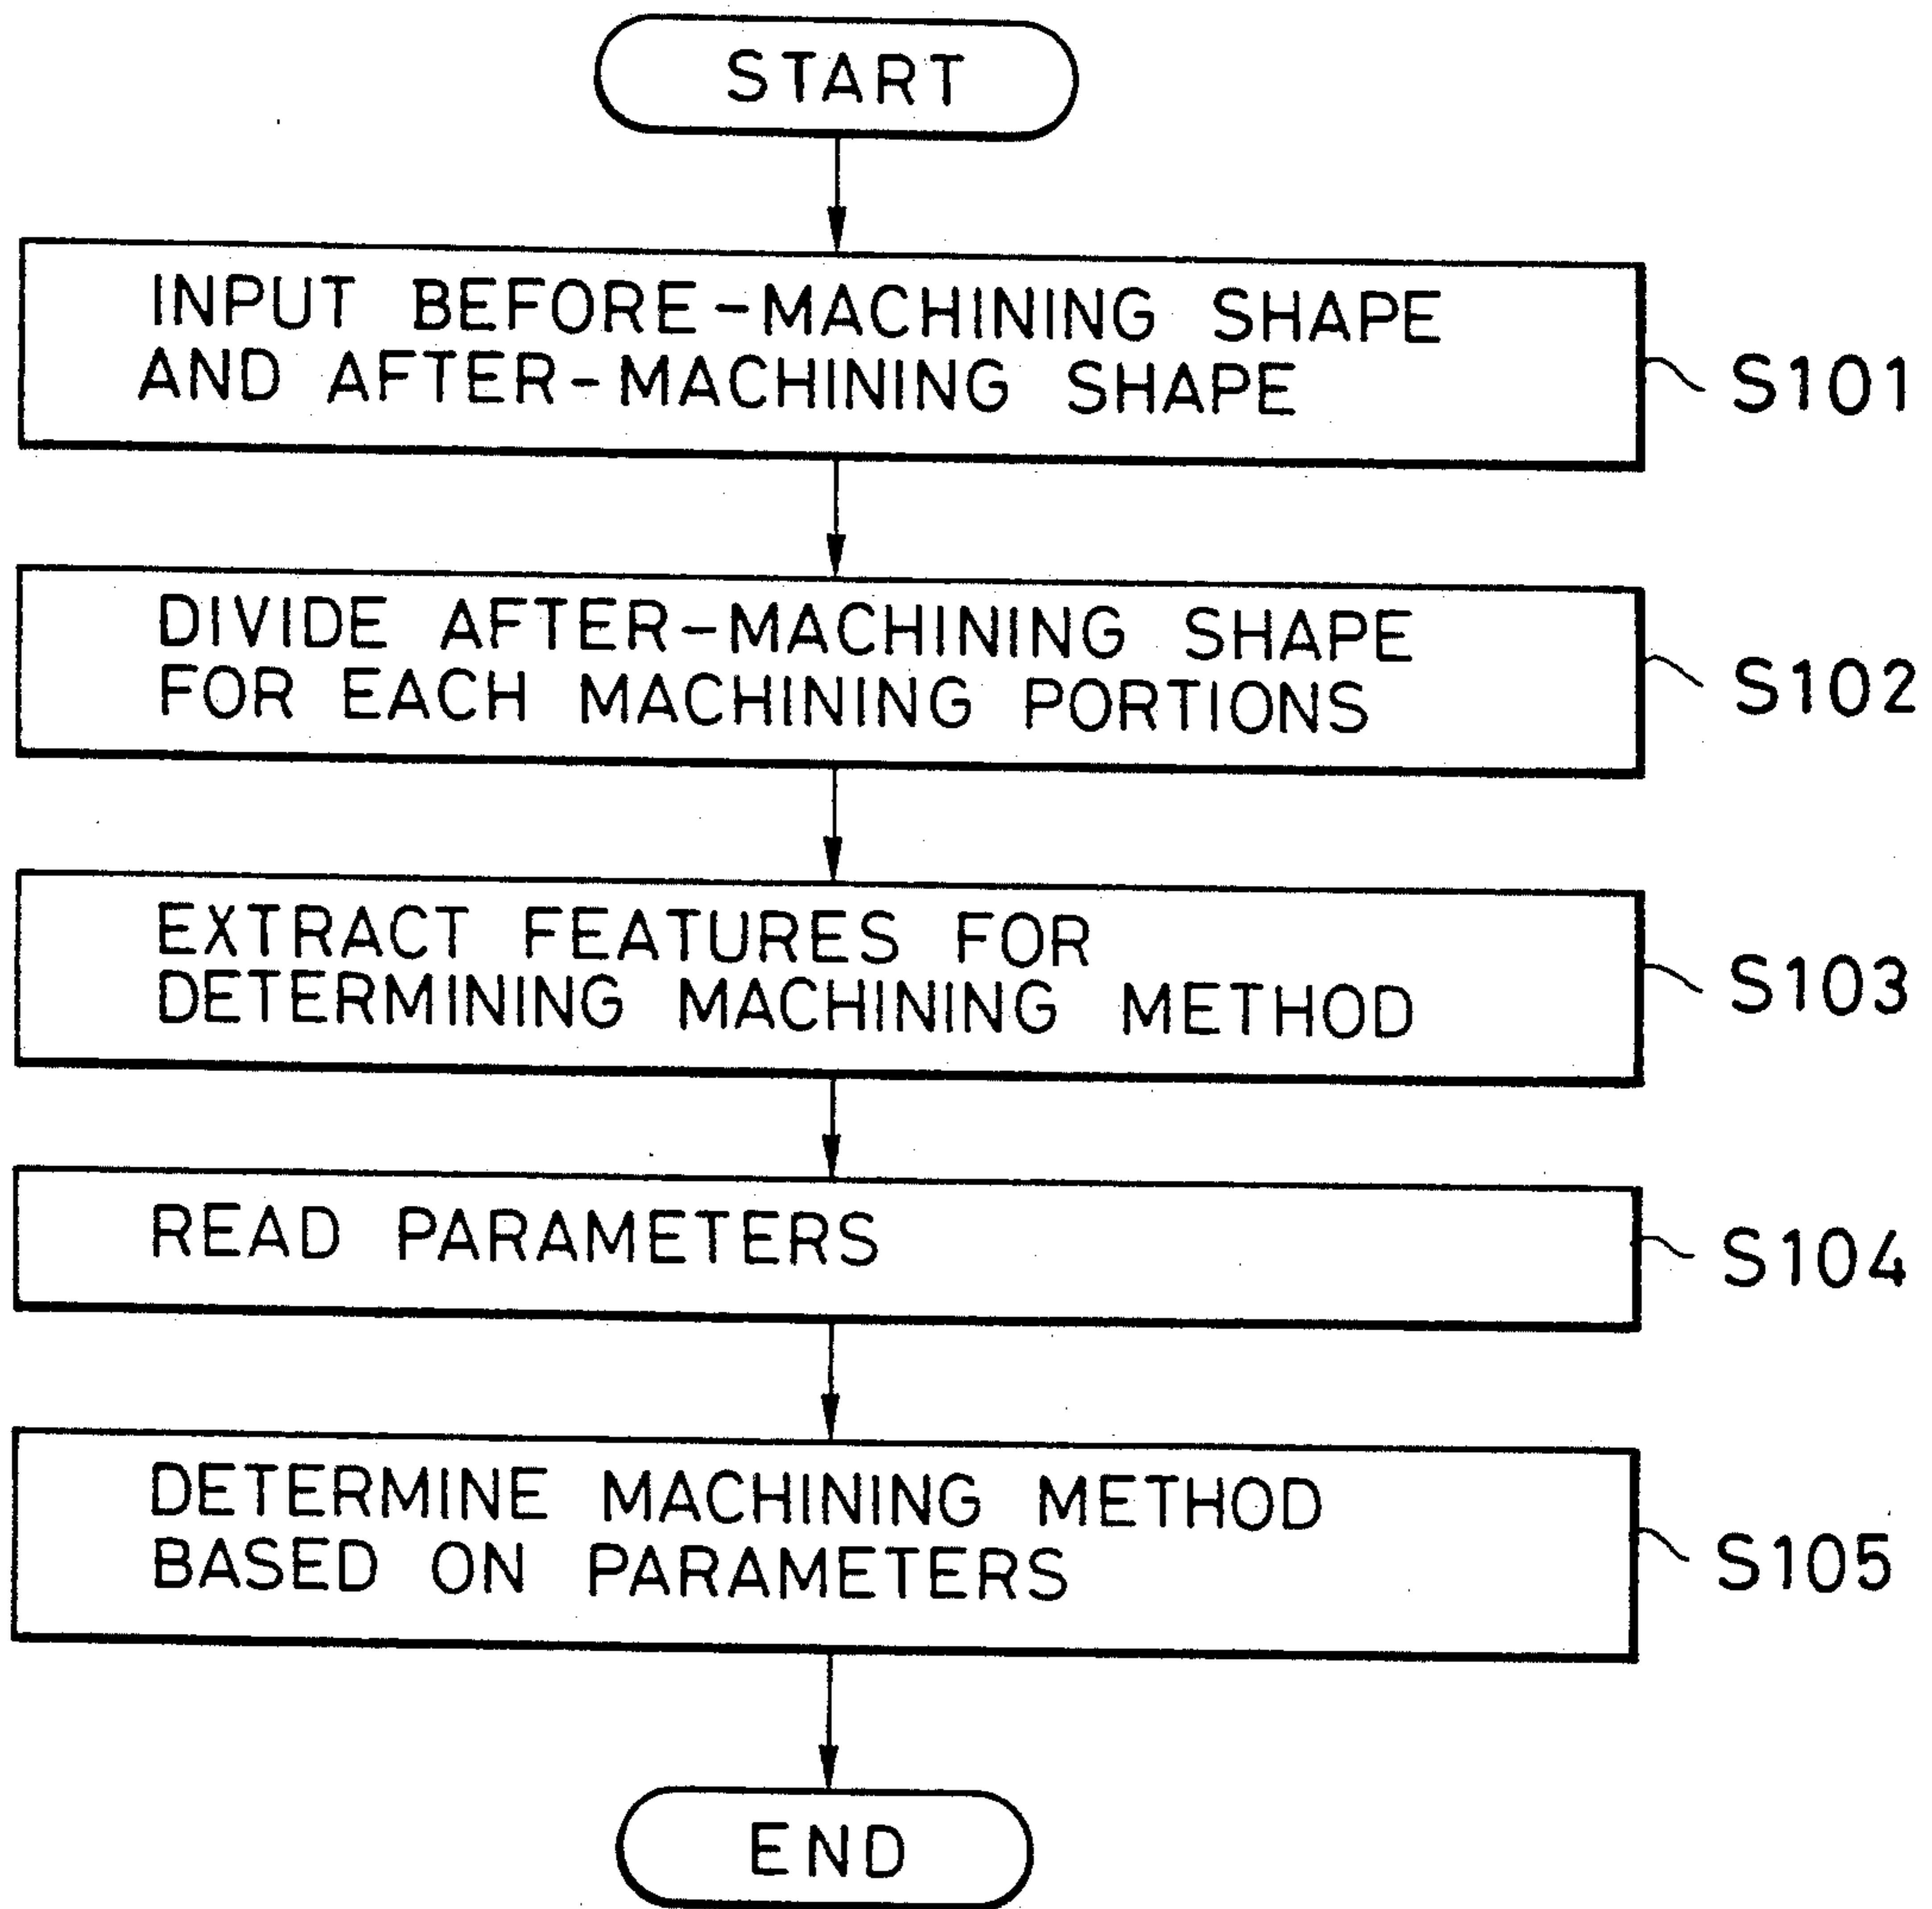 START
INPUT BEFORE-MACHINING SHAPE
AND AFTER-MACHINING SHAPE
S101
DIVIDE AFTER-MACHINING SHAPE
FOR EACH MACHINING PORTIONS
S102
EXTRACT FEATURES FOR
DETERMINING MACHINING METHOD
S103
READ PARAMETERS
S104
DETERMINE MACHINING METHOD
BASED ON PARAMETERS
S105
END